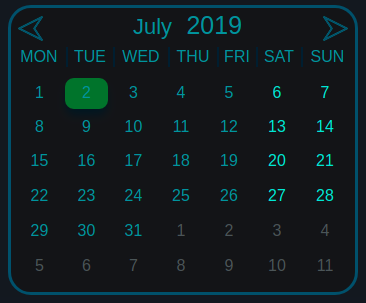 July 2019
MON TUE WED THU FRI SAT SUN
1 2 3 4 5 6 7
8 9 10 11 12 13 14
15 16 17 18 19 20 21
22 23 24 25 26 27 28
29 30 31 1 2 3 4
5 6 7 8 9 10 11